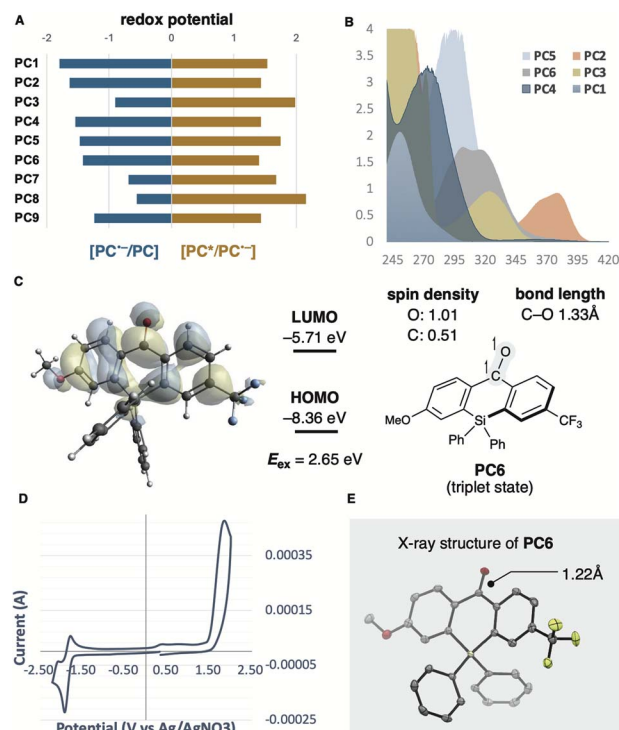 A
redox potential
-2 -1 0 1 2
PC1
PC2
PC3
PC4
PC5
PC6
PC7
PC8
PC9
[PC•–/PC] [PC*/PC•–]
B
4
3.5
3
2.5
2
1.5
1
0.5
0
PC5 PC2
PC6 PC3
PC4 PC1
245 270 295 320 345 370 395 420
C
LUMO
–5.71 eV
HOMO
–8.36 eV
Eex = 2.65 eV
spin density
O: 1.01
C: 0.51
bond length
C–O 1.33Å
O
C
MeO
Si
CF3
Ph
Ph
PC6
(triplet state)
D
Current (A)
0.00035
0.00015
-0.00005
-0.00025
-2.50 -1.50 -0.50 0.50 1.50 2.50
Potential (V vs Ag/AgNO3)
E
X-ray structure of PC6
1.22Å